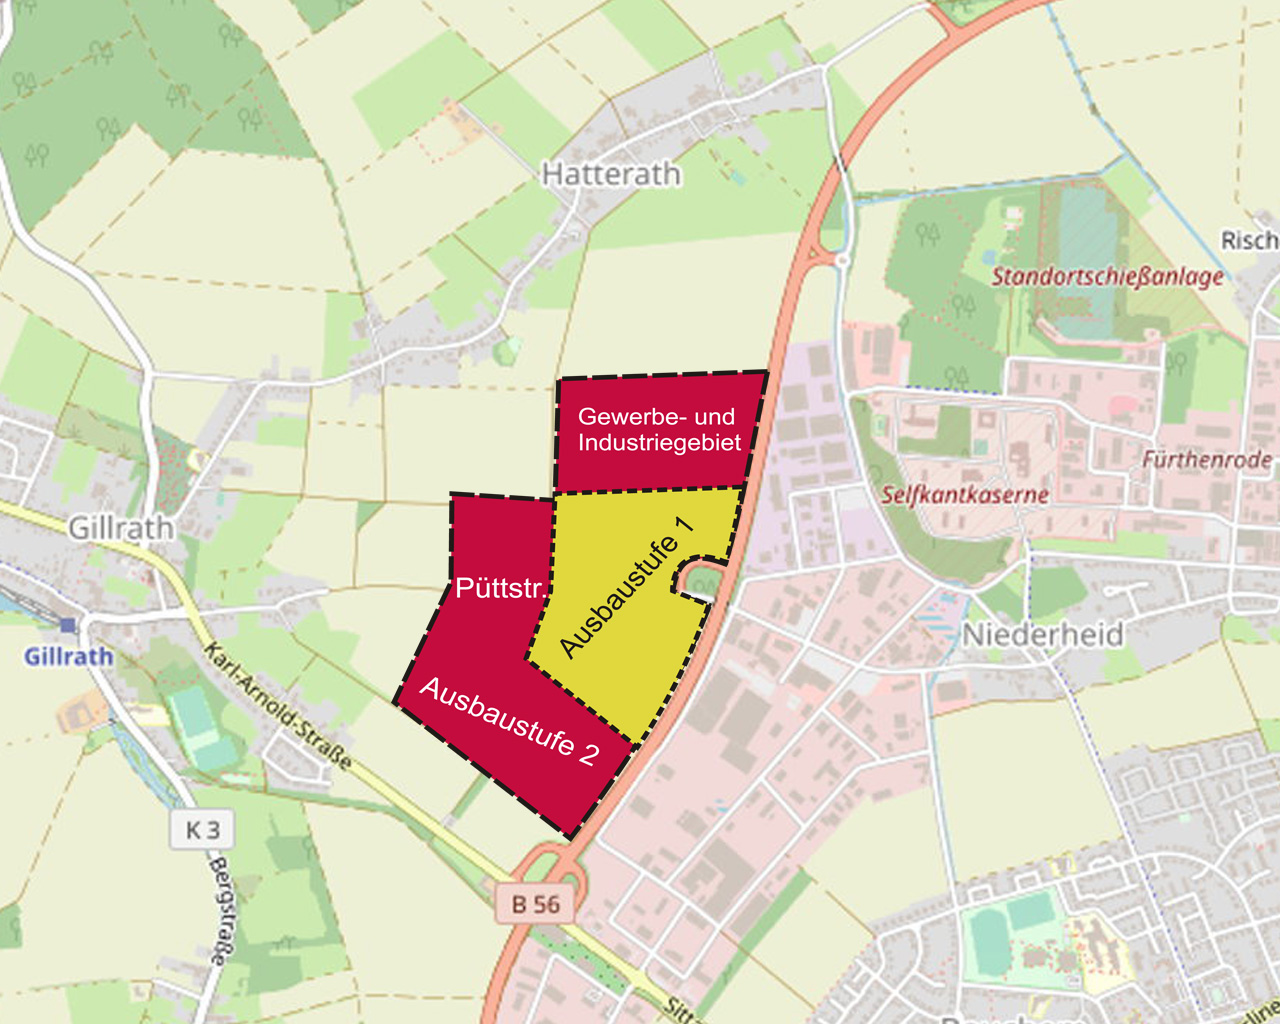 Hatterath
Risch
Standortschießanlage
Gewerbe- und
Industriegebiet
Fürthenrode
Selfkantkaserne
Gillrath
Ausbaustufe 1
Püttstr.
Niederheid
Gillrath
Karl-Arnold-Straße
Ausbaustufe 2
K 3
Bergstraße
B 56
Sitta